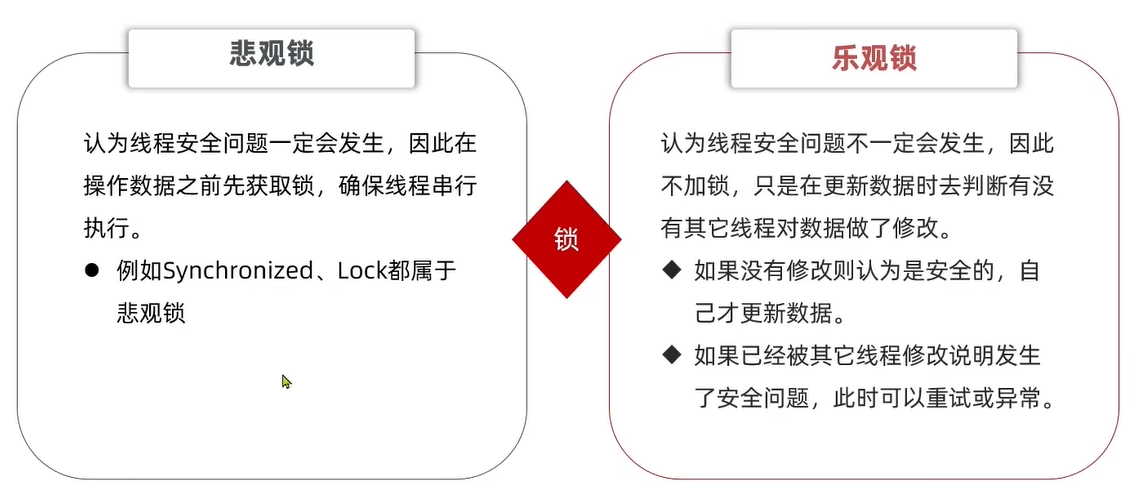 悲观锁
认为线程安全问题一定会发生，因此在
操作数据之前先获取锁，确保线程串行
执行。
● 例如Synchronized、Lock都属于
悲观锁
锁
乐观锁
认为线程安全问题不一定会发生，因此
不加锁，只是在更新数据时去判断有没
有其它线程对数据做了修改。
◆ 如果没有修改则认为是安全的，自
己才更新数据。
◆ 如果已经被其它线程修改说明发生
了安全问题，此时可以重试或异常。